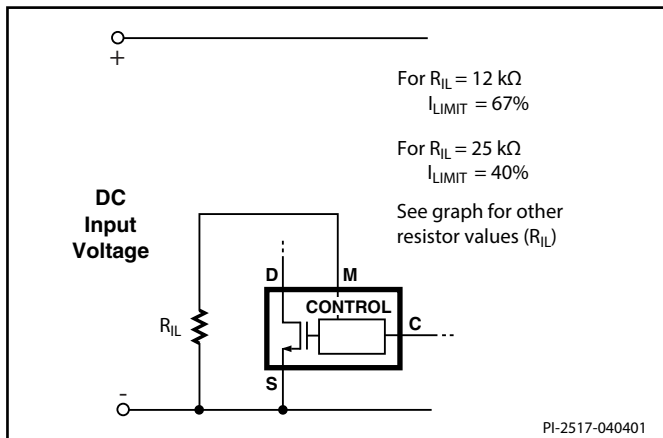 +
For R_IL = 12 kΩ
I_LIMIT = 67%
For R_IL = 25 kΩ
I_LIMIT = 40%
See graph for other
resistor values (R_IL)
DC
Input
Voltage
D
M
CONTROL
C
R_IL
S
-
PI-2517-040401